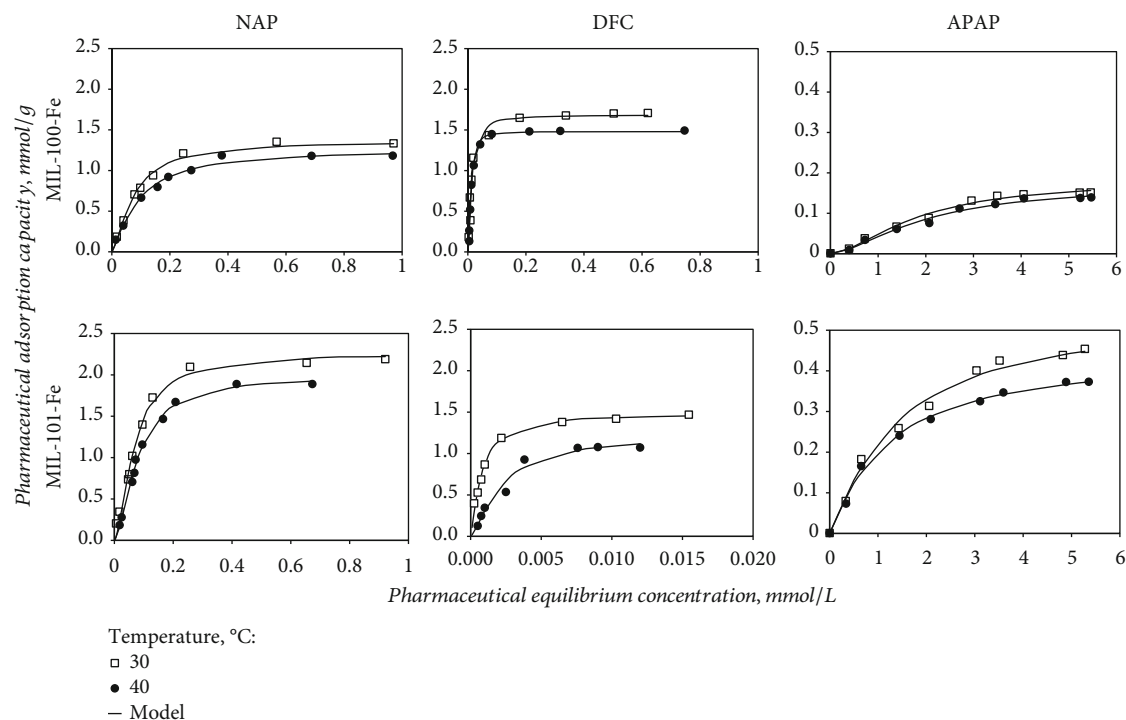 NAP
DFC
APAP
Pharmaceutical adsorption capacity, mmol/g
MIL-100-Fe
2.5
2.0
1.5
1.0
0.5
0.0
0 0.2 0.4 0.6 0.8 1
2.5
2.0
1.5
1.0
0.5
0.0
0 0.2 0.4 0.6 0.8 1
0.5
0.4
0.3
0.2
0.1
0
0 1 2 3 4 5 6
MIL-101-Fe
2.5
2.0
1.5
1.0
0.5
0.0
0 0.2 0.4 0.6 0.8 1
2.5
2.0
1.5
1.0
0.5
0.0
0.000 0.005 0.010 0.015 0.020
0.5
0.4
0.3
0.2
0.1
0
0 1 2 3 4 5 6
Pharmaceutical equilibrium concentration, mmol/L
Temperature, °C:
30
40
Model